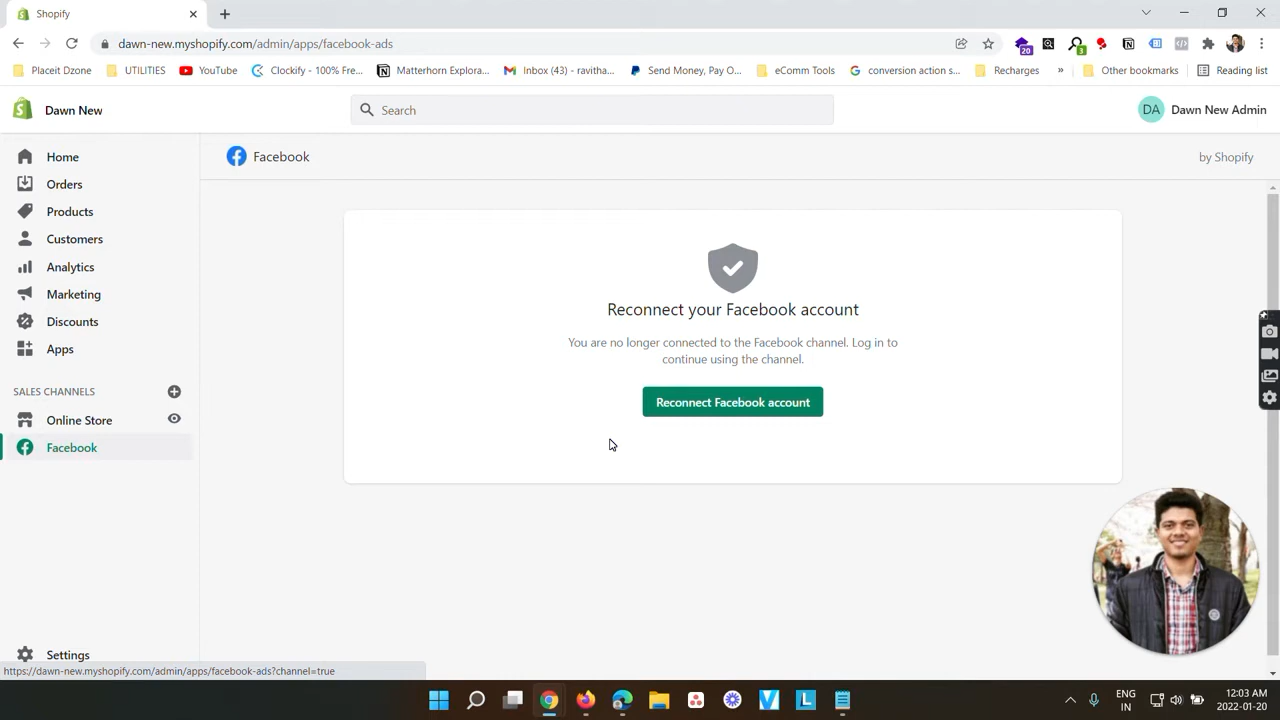 Shopify
dawn-new.myshopify.com/admin/apps/facebook-ads
20
3
Placeit Dzone
UTILITIES
YouTube
Clockify - 100% Fre...
Matterhorn Explora...
Inbox (43) - ravitha...
Send Money, Pay O...
eComm Tools
conversion action s...
Recharges
»
Other bookmarks
Reading list
Dawn New
Search
DA
Dawn New Admin
Home
Orders
Products
Customers
Analytics
Marketing
Discounts
Apps
SALES CHANNELS
Online Store
Facebook
Settings
Facebook
by Shopify
Reconnect your Facebook account
You are no longer connected to the Facebook channel. Log in to
continue using the channel.
Reconnect Facebook account
https://dawn-new.myshopify.com/admin/apps/facebook-ads?channel=true
ENG
IN
12:03 AM
2022-01-20